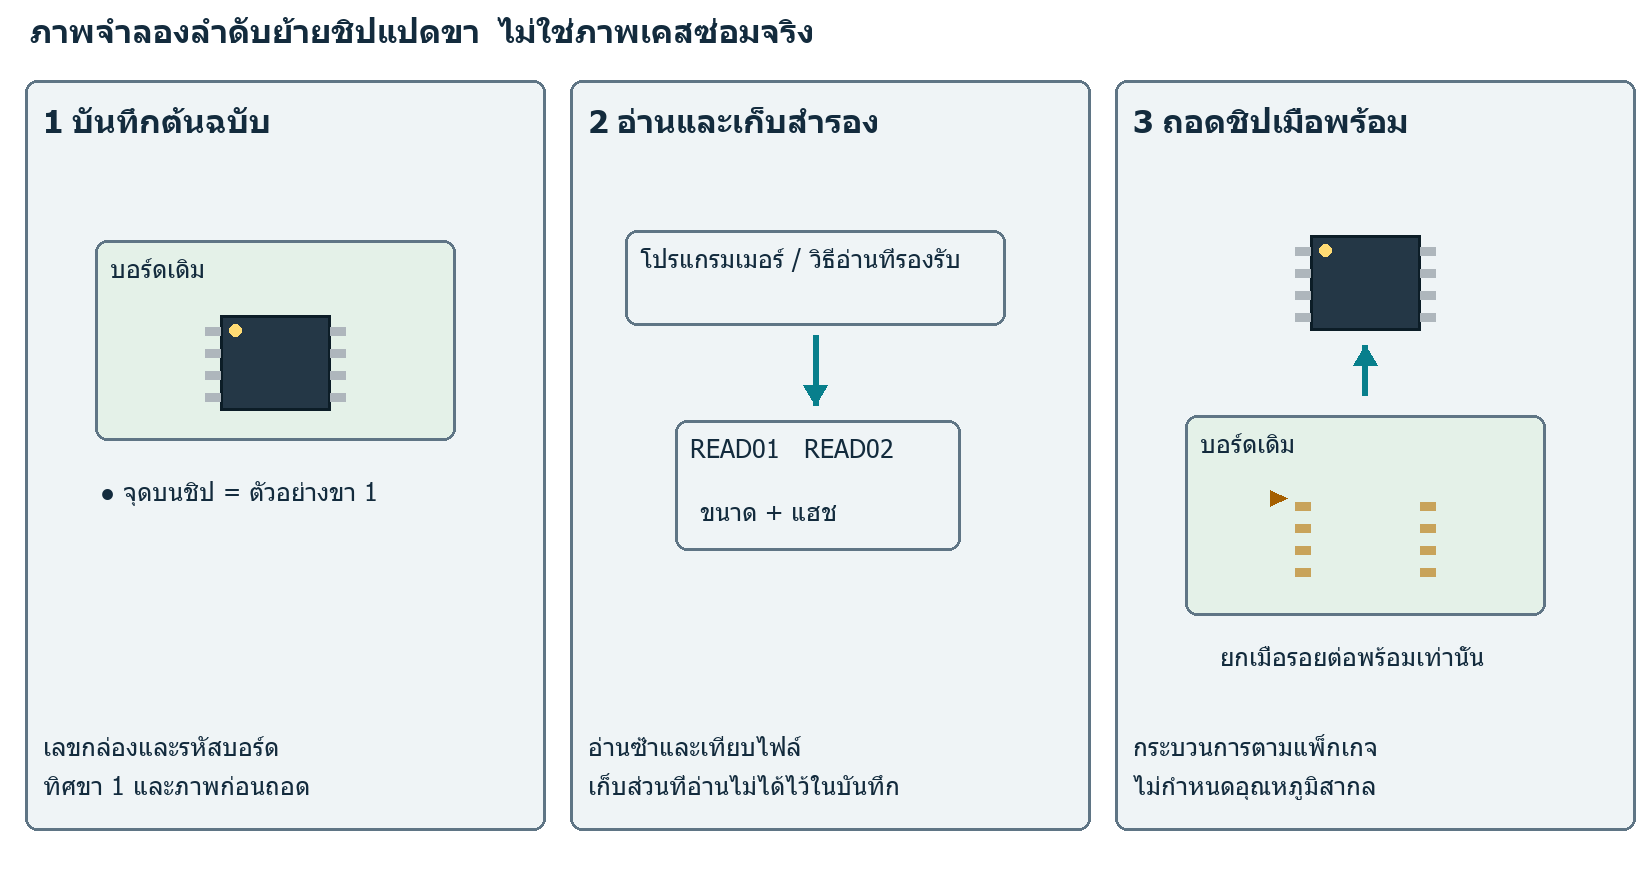 ภาพจำลองลำดับย้ายชิปแปดขา ไม่ใช่ภาพเคสซ่อมจริง
1 บันทึกต้นฉบับ
บอร์ดเดิม
● จุดบนชิป = ตัวอย่างขา 1
เลขกล่องและรหัสบอร์ด
ทิศขา 1 และภาพก่อนถอด
2 อ่านและเก็บสำรอง
โปรแกรมเมอร์ / วิธีอ่านที่รองรับ
READ01 READ02
ขนาด + แฮช
อ่านซ้ำและเทียบไฟล์
เก็บส่วนที่อ่านไม่ได้ไว้ในบันทึก
3 ถอดชิปเมื่อพร้อม
บอร์ดเดิม
ยกเมื่อรอยต่อพร้อมเท่านั้น
กระบวนการตามแพ็กเกจ
ไม่กำหนดอุณหภูมิสากล